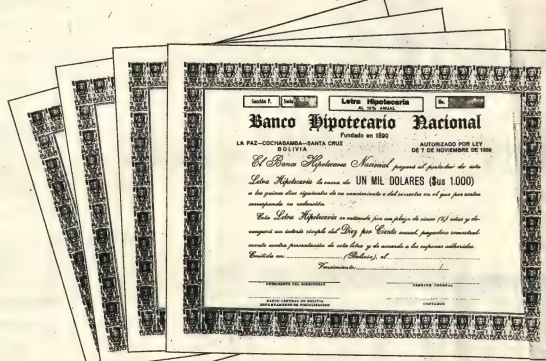 Sección F. Serie Letra Hipotecaria No.
AL 10% ANUAL
Banco Hipotecario Nacional
Fundado en 1890
LA PAZ—COCHABAMBA—SANTA CRUZ
BOLIVIA
AUTORIZADO POR LEY
DE 7 DE NOVIEMBRE DE 1889
El Banco Hipotecario Nacional pagará al portador de esta
Letra Hipotecaria la suma de UN MIL DOLARES ($us 1.000)
a los quince días siguientes de su vencimiento o del semestre en el que por sorteo
corresponda su redención.
Esta Letra Hipotecaria se extiende por un plazo de cinco (5) años y de-
vengará un interés simple del Diez por Ciento anual, pagadero semestral-
mente contra presentación de esta letra y de acuerdo a los cupones adheridos.
Emitida en (Bolivia), el
Vencimiento
PRESIDENTE DEL DIRECTORIO
GERENTE GENERAL
BANCO CENTRAL DE BOLIVIA
DEPARTAMENTO DE FISCALIZACION
CONTADOR